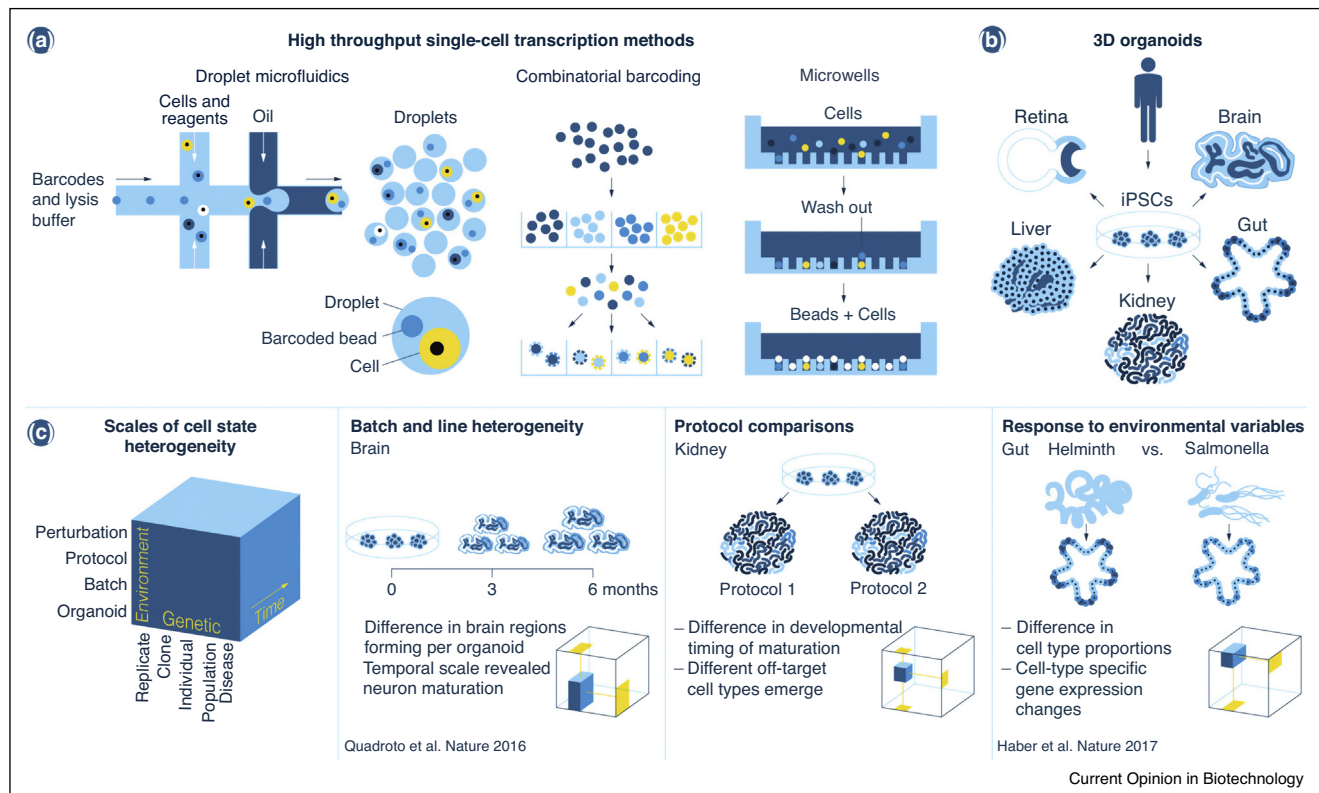 (a)
High throughput single-cell transcription methods
Droplet microfluidics
Cells and
reagents
Oil
Droplets
Barcodes
and lysis
buffer
Droplet
Barcoded bead
Cell
Combinatorial barcoding
Microwells
Cells
Wash out
Beads + Cells
(b)
3D organoids
Retina
Brain
iPSCs
Liver
Gut
Kidney
(c)
Scales of cell state
heterogeneity
Perturbation
Protocol
Batch
Organoid
Environment
Genetic
Time
Replicate
Clone
Individual
Population
Disease
Batch and line heterogeneity
Brain
0 3 6 months
Difference in brain regions
forming per organoid
Temporal scale revealed
neuron maturation
Quadroto et al. Nature 2016
Protocol comparisons
Kidney
Protocol 1 Protocol 2
– Difference in developmental
timing of maturation
– Different off-target
cell types emerge
Response to environmental variables
Gut Helminth vs. Salmonella
– Difference in
cell type proportions
– Cell-type specific
gene expression
changes
Haber et al. Nature 2017
Current Opinion in Biotechnology